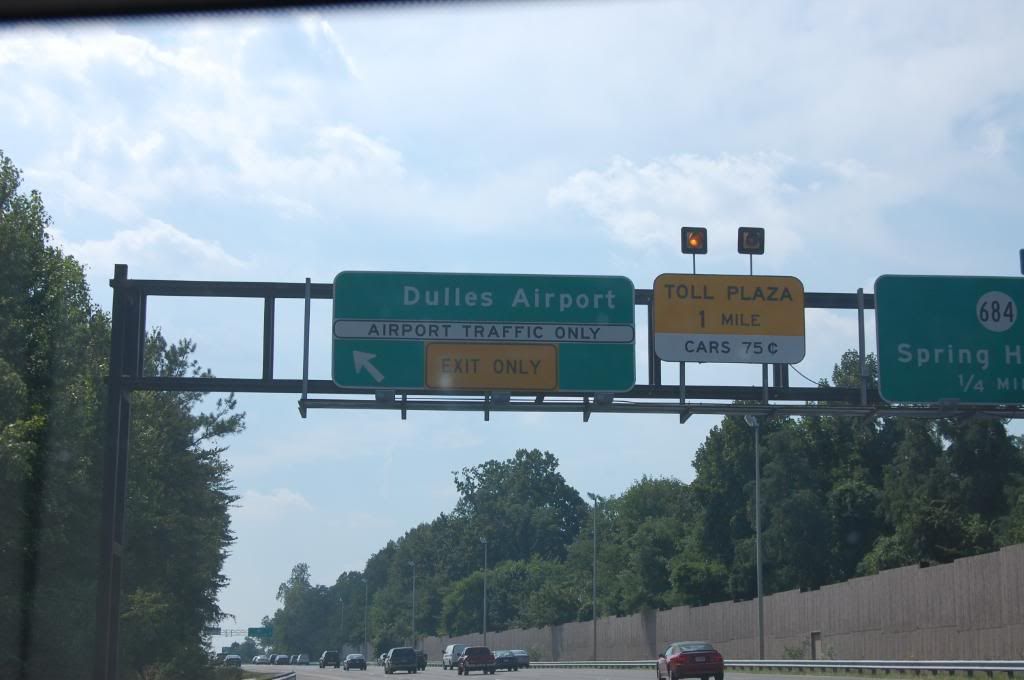 Dulles Airport
AIRPORT TRAFFIC ONLY
EXIT ONLY
TOLL PLAZA
1 MILE
CARS 75¢
684
Spring
1/4